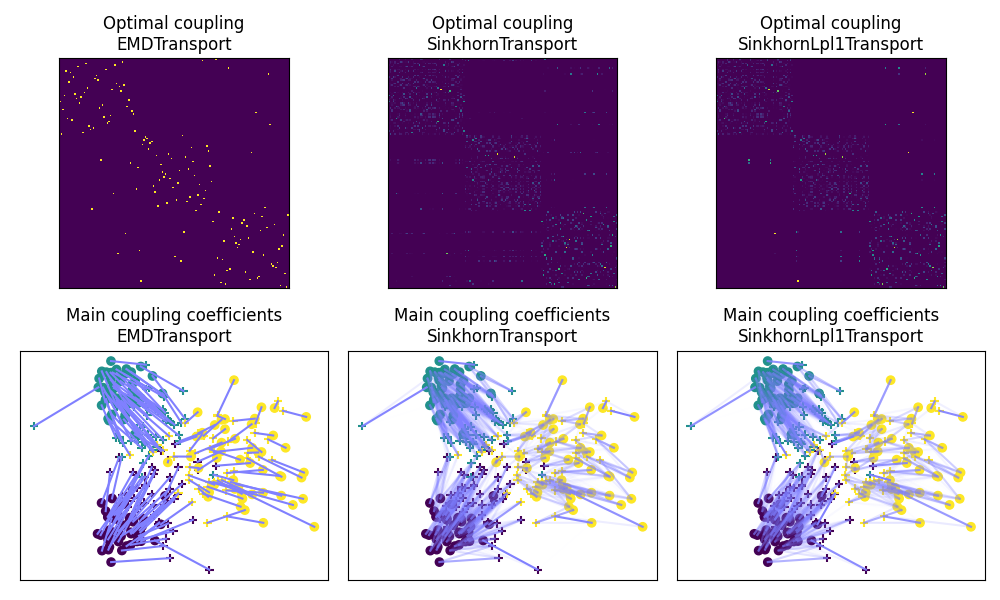 Optimal coupling
EMDTransport
Optimal coupling
SinkhornTransport
Optimal coupling
SinkhornLpl1Transport
Main coupling coefficients
EMDTransport
Main coupling coefficients
SinkhornTransport
Main coupling coefficients
SinkhornLpl1Transport